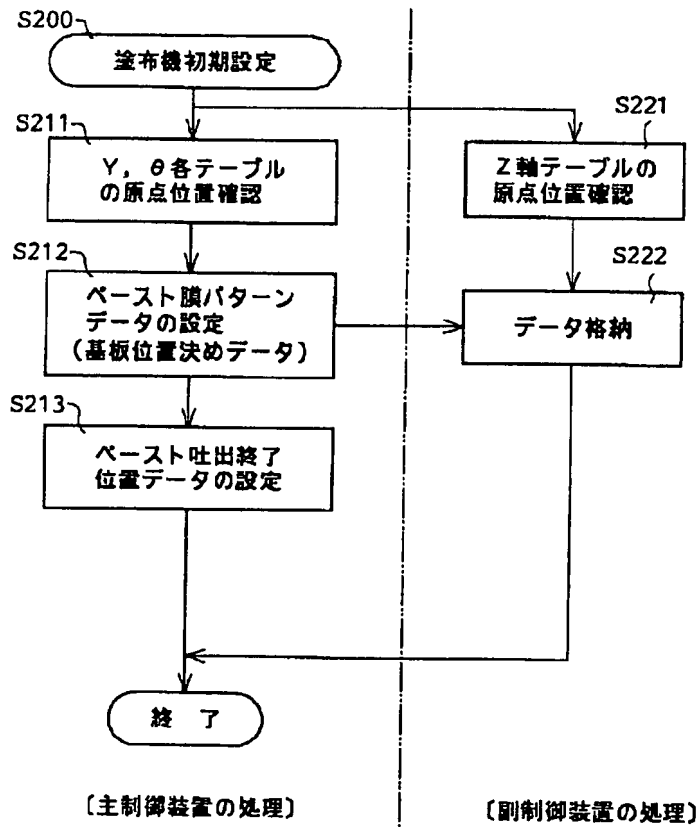 S200
塗布機初期設定
S211
Y, θ各テーブル
の原点位置確認
S221
Z軸テーブルの
原点位置確認
S212
ペースト膜パターン
データの設定
(基板位置決めデータ)
S222
データ格納
S213
ペースト吐出終了
位置データの設定
終 了
〔主制御装置の処理〕
〔副制御装置の処理〕